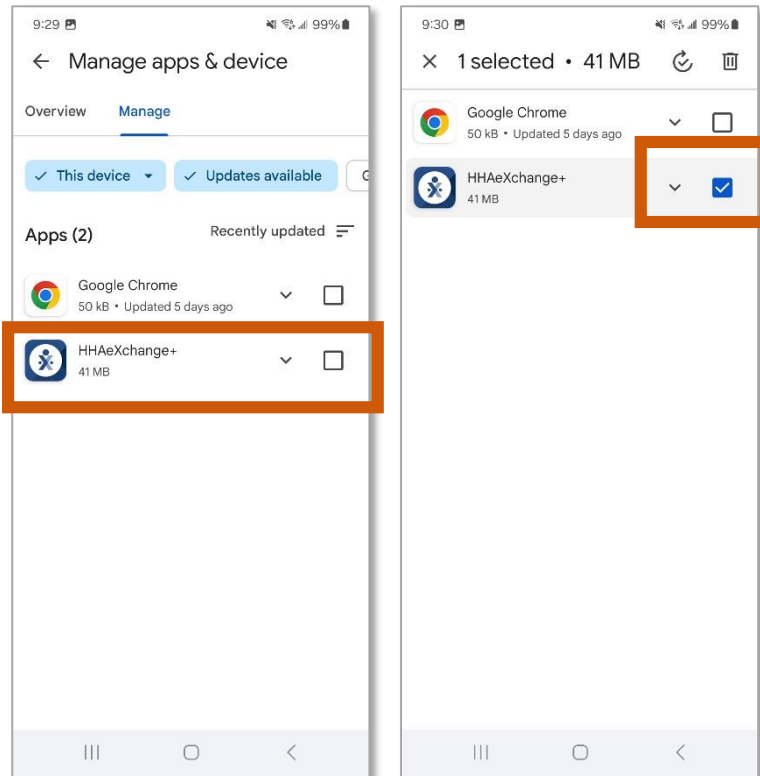 9:29
99%
Manage apps & device
Overview Manage
This device Updates available G
Apps (2) Recently updated
Google Chrome
50 kB • Updated 5 days ago
HHAeXchange+
41 MB
9:30
99%
1 selected • 41 MB
Google Chrome
50 kB • Updated 5 days ago
HHAeXchange+
41 MB